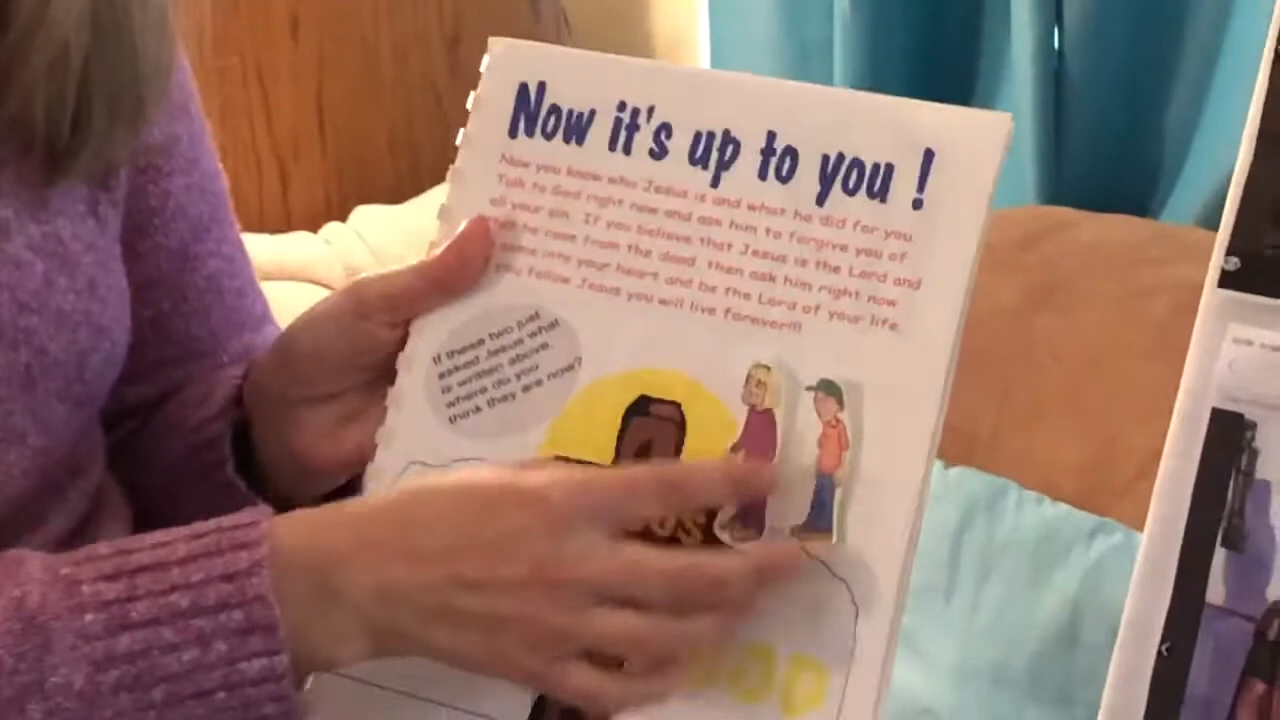 Now it's up to you !
Now you know who Jesus is and what he did for you.
Talk to God right now and ask him to forgive you of
all your sin. If you believe that Jesus is the Lord and
that he rose from the dead, then ask him right now
come into your heart and be the Lord of your life.
you follow Jesus you will live forever!!!
If these two just
asked Jesus what
is written above,
where do you
think they are now?